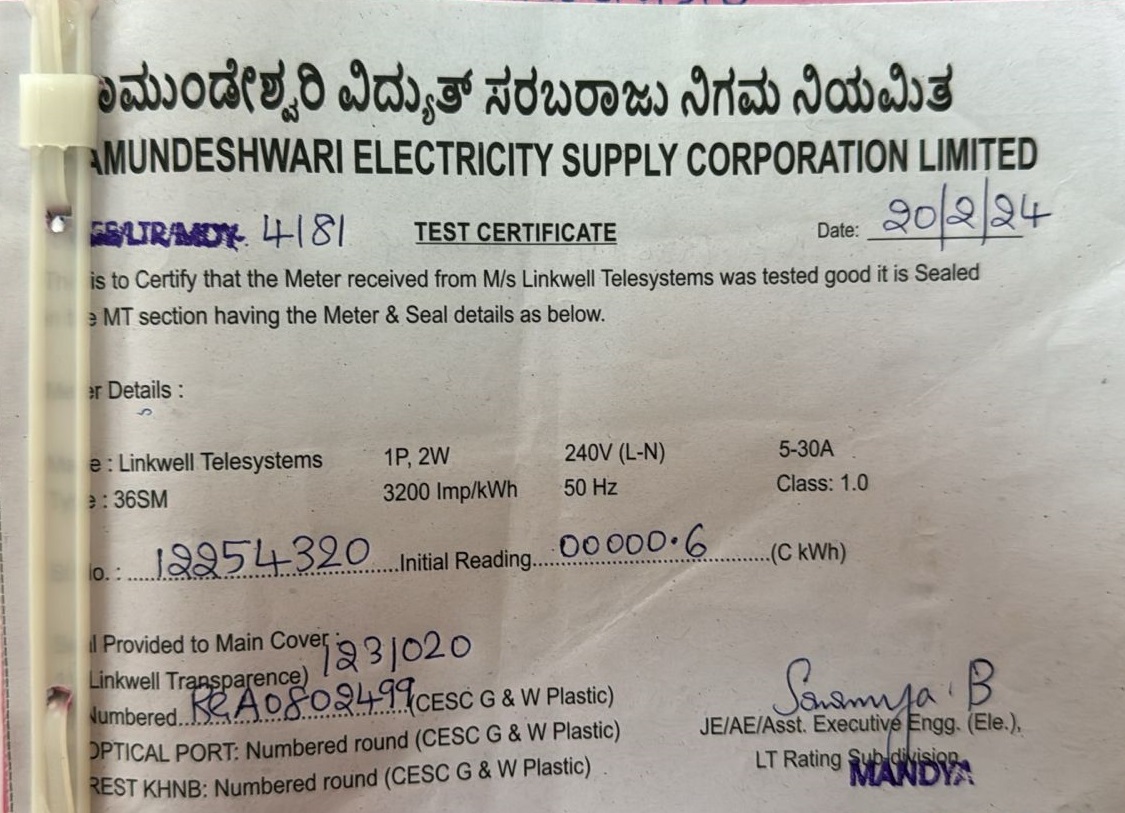 ಾಮುಂಡೇಶ್ವರಿ ವಿದ್ಯುತ್ ಸರಬರಾಜು ನಿಗಮ ನಿಯಮಿತ
AMUNDESHWARI ELECTRICITY SUPPLY CORPORATION LIMITED
4181 TEST CERTIFICATE Date: 20/2/24
is to Certify that the Meter received from M/s Linkwell Telesystems was tested good it is Sealed
e MT section having the Meter & Seal details as below.
er Details :
e : Linkwell Telesystems 1P, 2W 240V (L-N) 5-30A
e : 36SM 3200 Imp/kWh 50 Hz Class: 1.0
lo. : 12254320 Initial Reading 00000.6 (C kWh)
l Provided to Main Cover : 1231020
Linkwell Transparence)
Numbered RCA0802499 (CESC G & W Plastic)
OPTICAL PORT: Numbered round (CESC G & W Plastic)
REST KHNB: Numbered round (CESC G & W Plastic)
JE/AE/Asst. Executive Engg. (Ele.),
LT Rating Sub-division
MANDYA